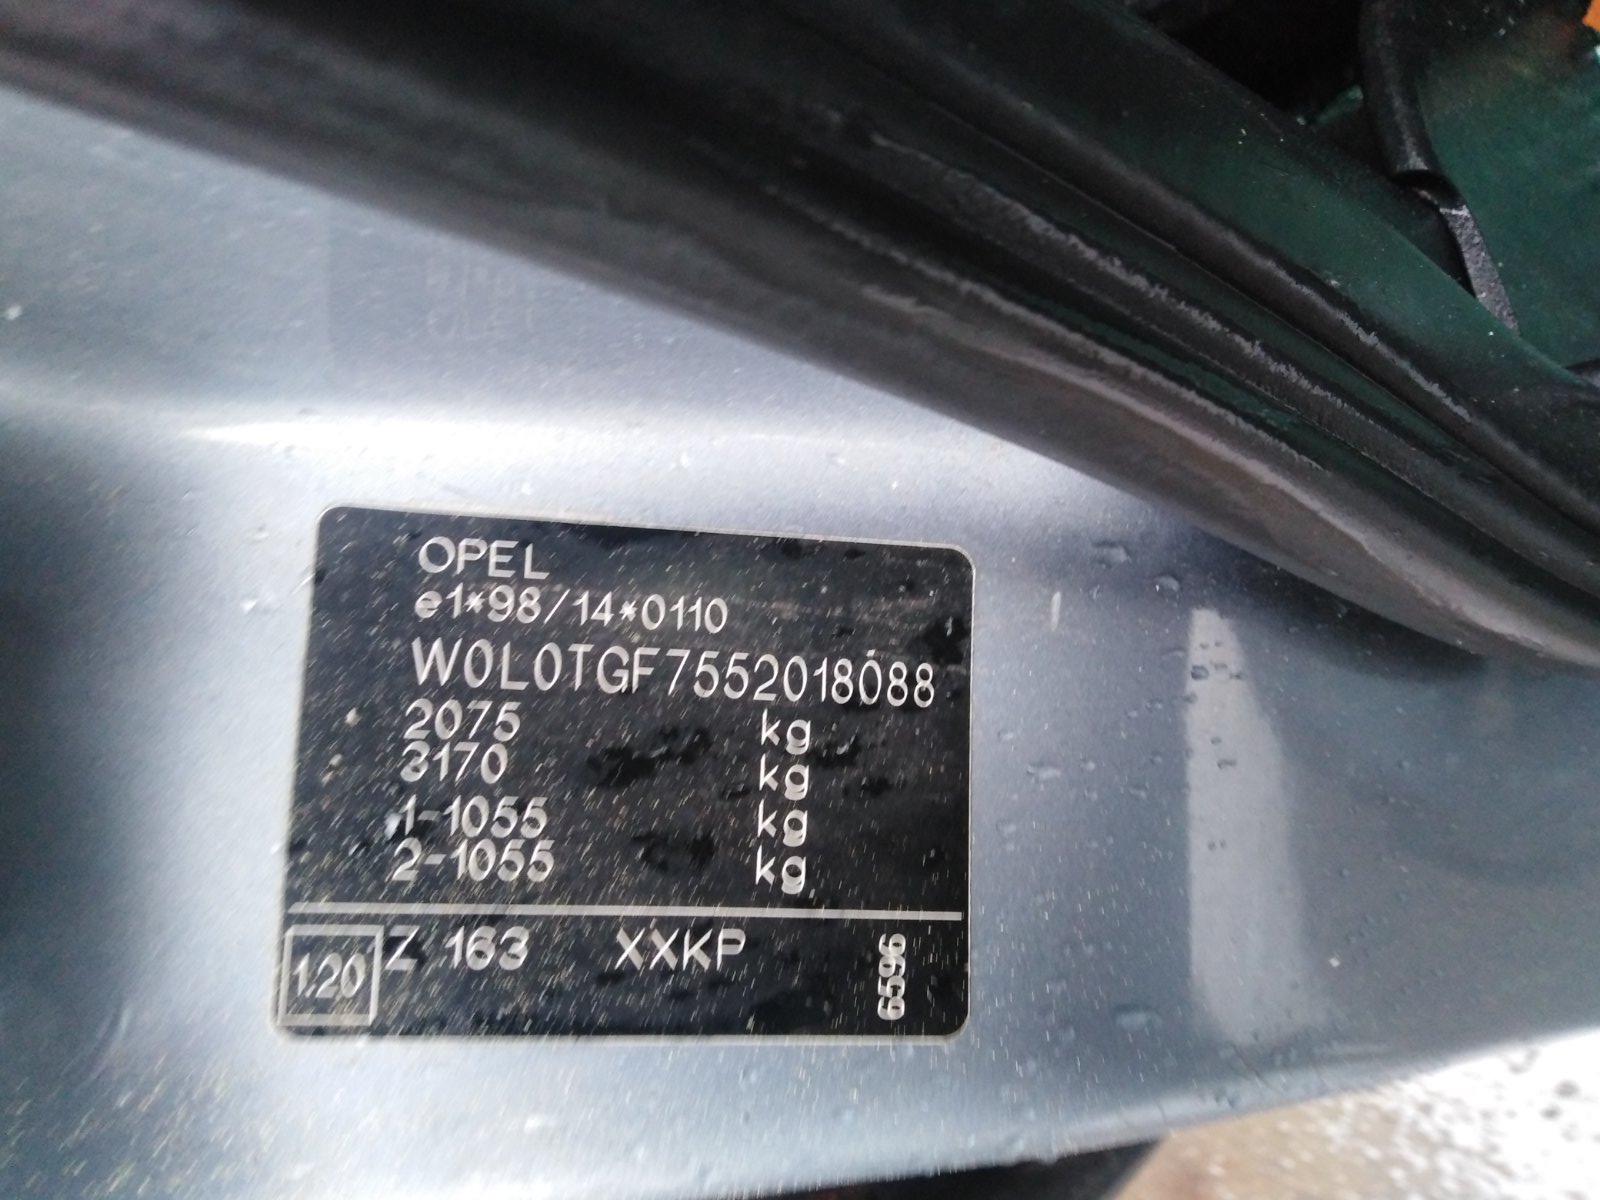 OPEL
e1*98/14*0110
W0L0TGF7552018088
2075 kg
3170 kg
1-1055 kg
2-1055 kg
1.20 Z 163 XXKP 6596